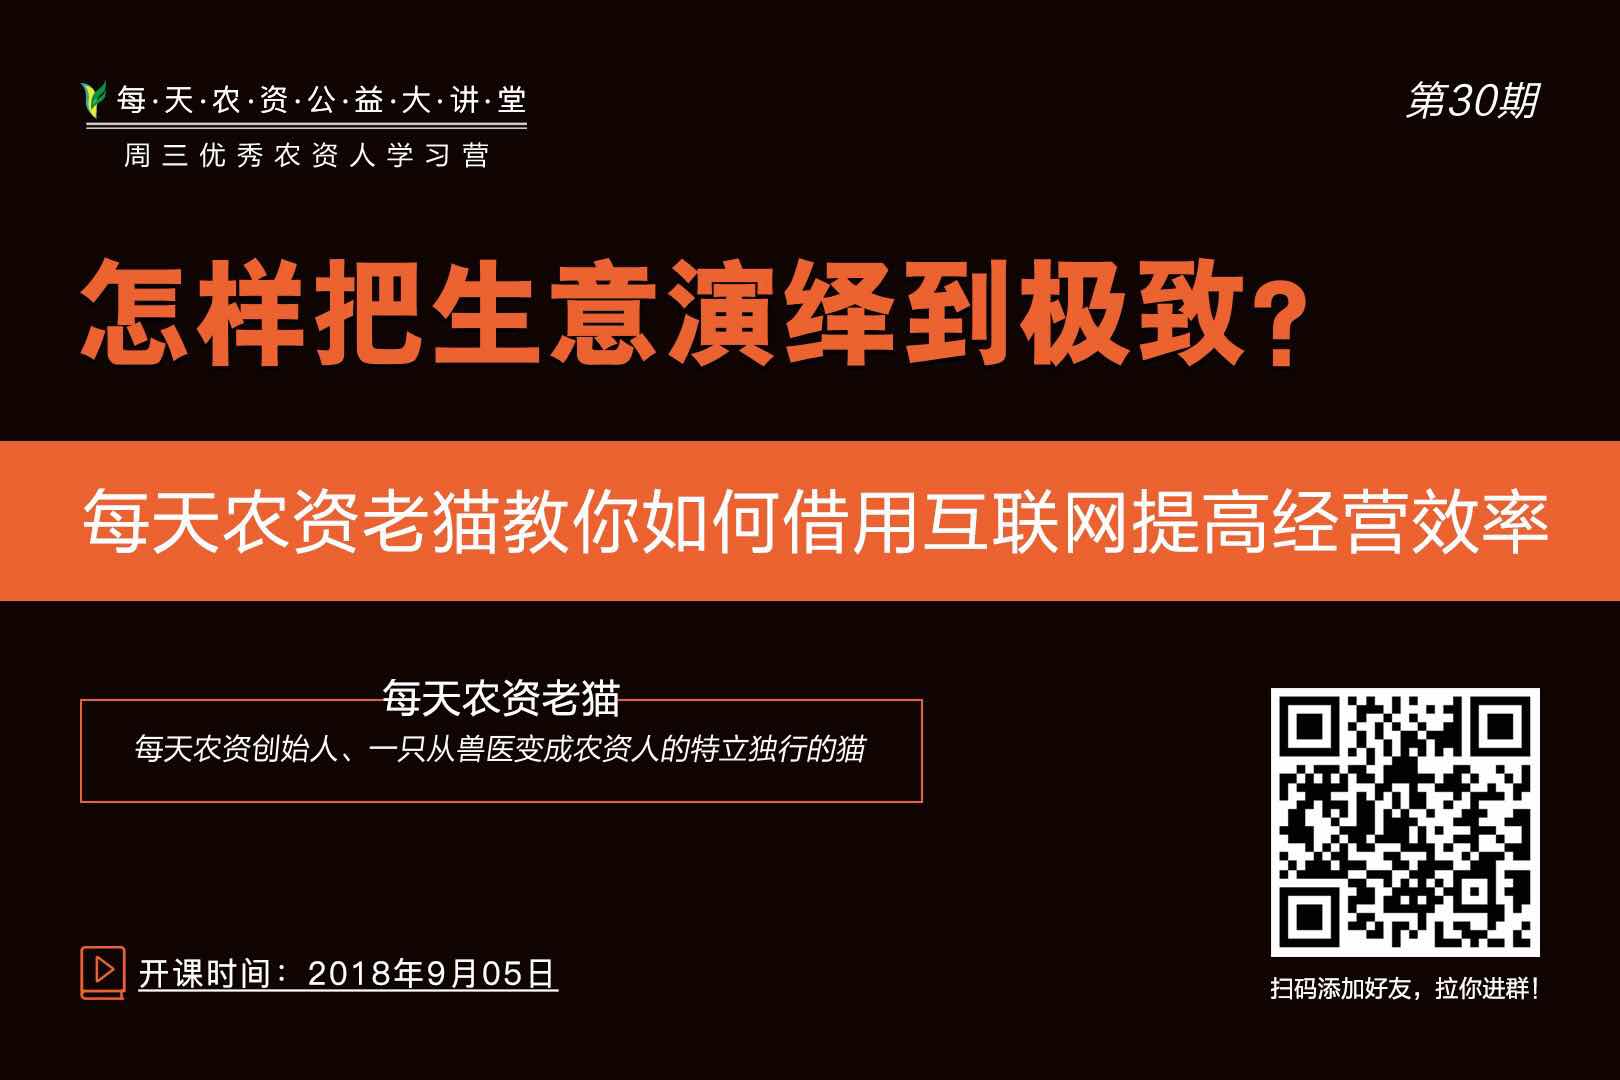 每·天·农·资·公·益·大·讲·堂
第30期
周三优秀农资人学习营
怎样把生意演绎到极致?
每天农资老猫教你如何借用互联网提高经营效率
每天农资老猫
每天农资创始人、一只从兽医变成农资人的特立独行的猫
开课时间：2018年9月05日
扫码添加好友，拉你进群！